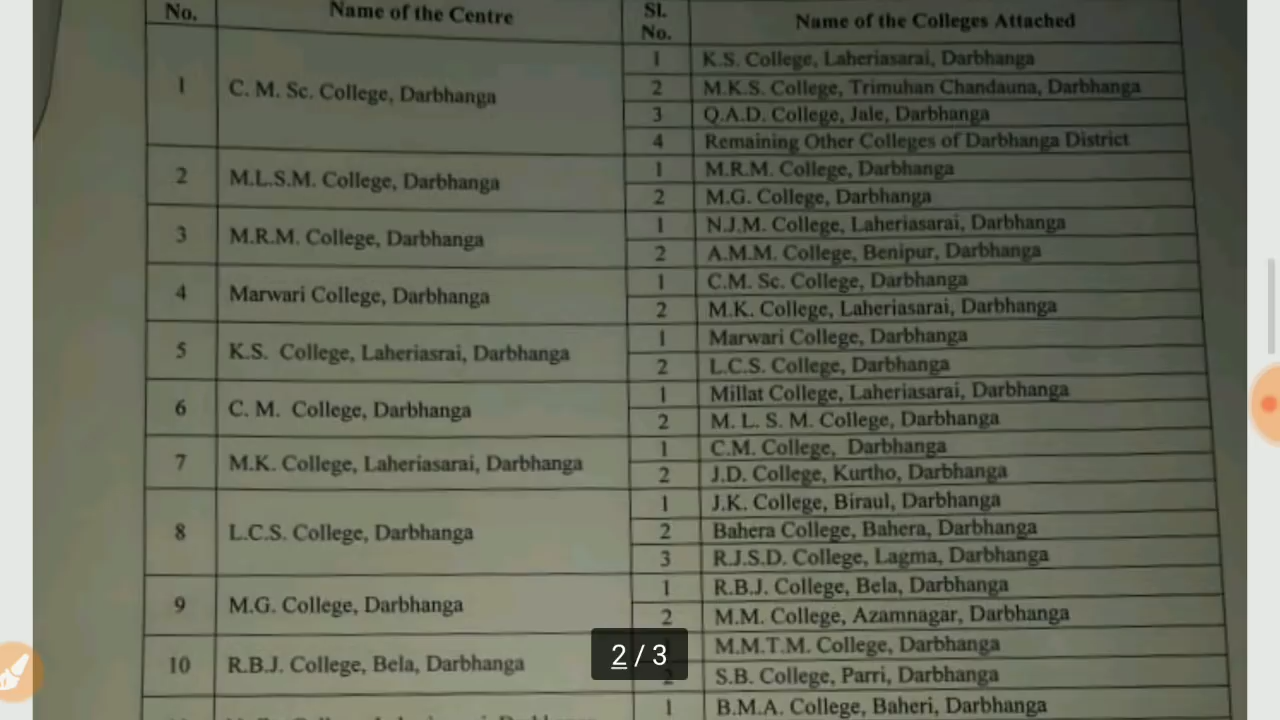 No. Name of the Centre Sl. No. Name of the Colleges Attached
1 C. M. Sc. College, Darbhanga 1 K.S. College, Laheriasarai, Darbhanga
2 M.K.S. College, Trimuhan Chandauna, Darbhanga
3 Q.A.D. College, Jale, Darbhanga
4 Remaining Other Colleges of Darbhanga District
2 M.L.S.M. College, Darbhanga 1 M.R.M. College, Darbhanga
2 M.G. College, Darbhanga
3 M.R.M. College, Darbhanga 1 N.J.M. College, Laheriasarai, Darbhanga
2 A.M.M. College, Benipur, Darbhanga
4 Marwari College, Darbhanga 1 C.M. Sc. College, Darbhanga
2 M.K. College, Laheriasarai, Darbhanga
5 K.S. College, Laheriasrai, Darbhanga 1 Marwari College, Darbhanga
2 L.C.S. College, Darbhanga
6 C. M. College, Darbhanga 1 Millat College, Laheriasarai, Darbhanga
2 M. L. S. M. College, Darbhanga
7 M.K. College, Laheriasarai, Darbhanga 1 C.M. College, Darbhanga
2 J.D. College, Kurtho, Darbhanga
8 L.C.S. College, Darbhanga 1 J.K. College, Biraul, Darbhanga
2 Bahera College, Bahera, Darbhanga
3 R.J.S.D. College, Lagma, Darbhanga
9 M.G. College, Darbhanga 1 R.B.J. College, Bela, Darbhanga
2 M.M. College, Azamnagar, Darbhanga
10 R.B.J. College, Bela, Darbhanga M.M.T.M. College, Darbhanga
2 S.B. College, Parri, Darbhanga
1 B.M.A. College, Baheri, Darbhanga
2 / 3